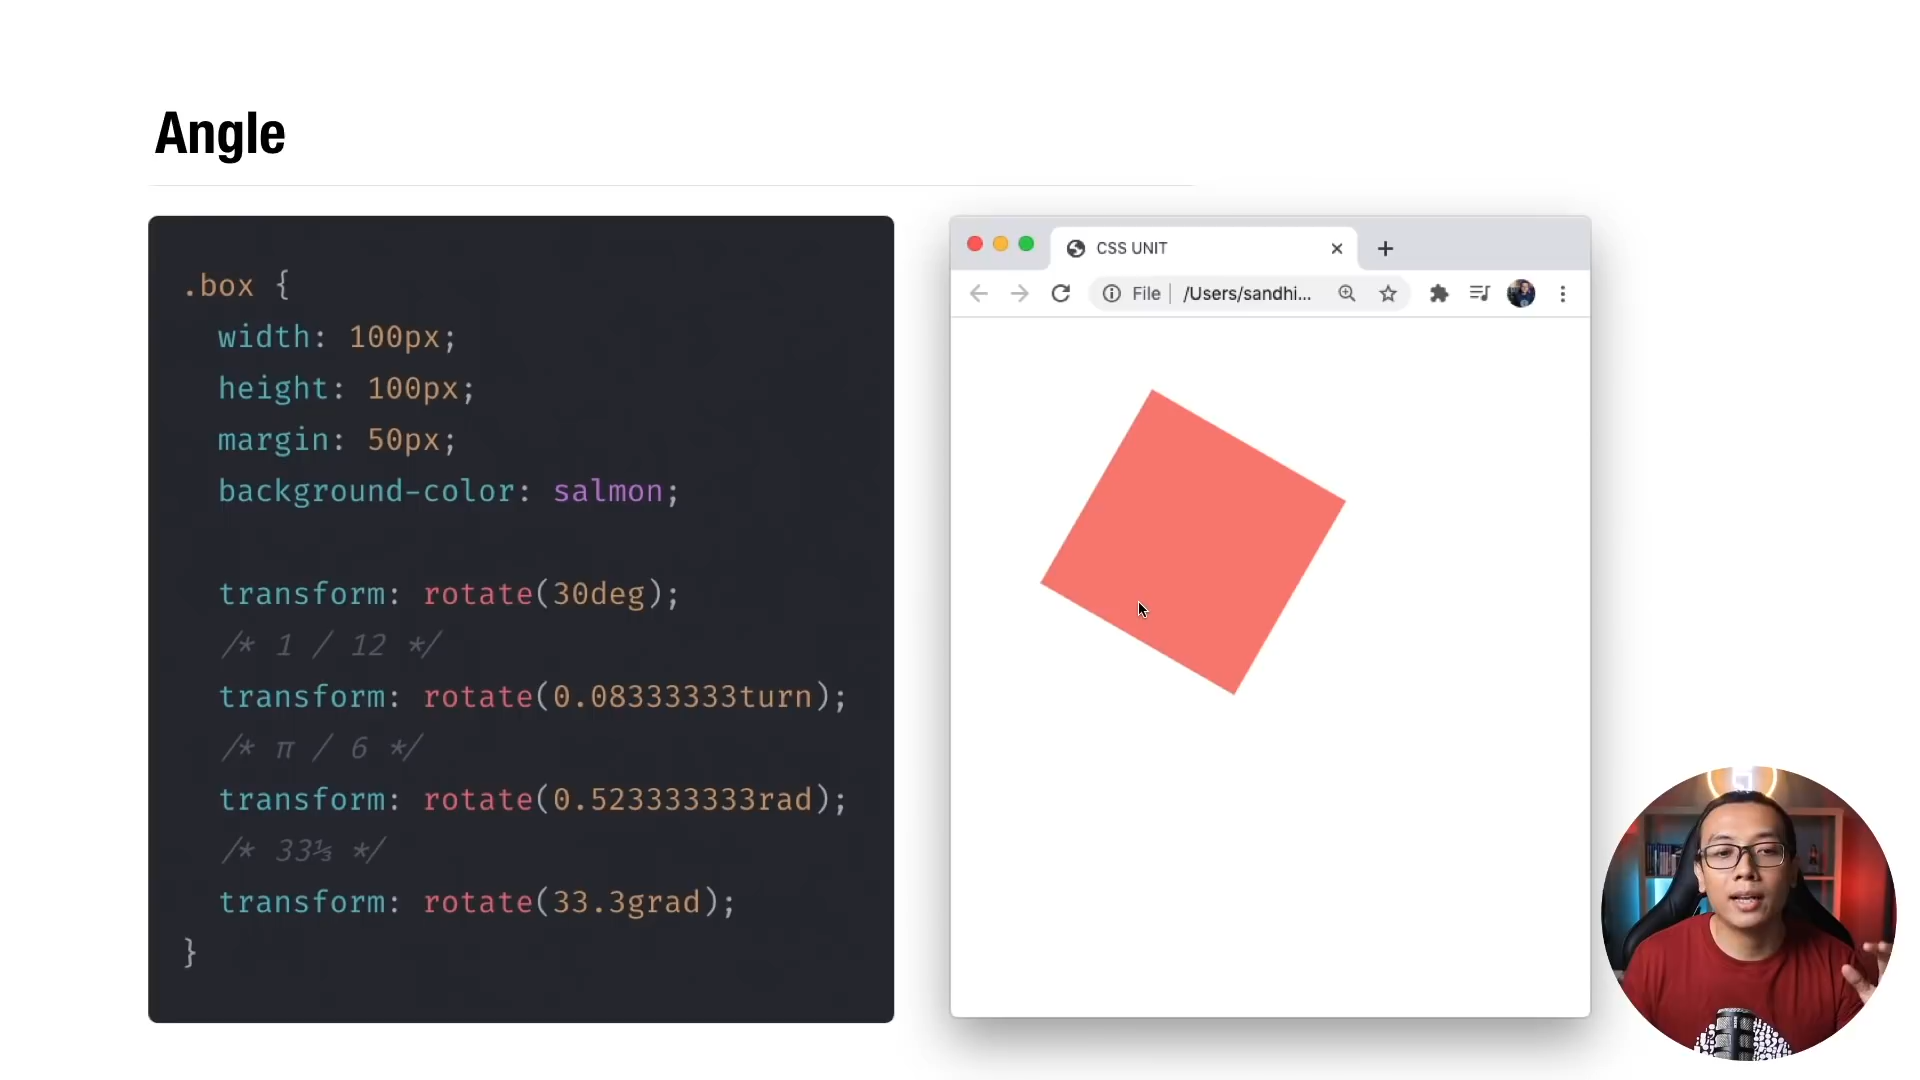 Angle
.box {
width: 100px;
height: 100px;
margin: 50px;
background-color: salmon;
transform: rotate(30deg);
/* 1 / 12 */
transform: rotate(0.08333333turn);
/* π / 6 */
transform: rotate(0.523333333rad);
/* 33⅓ */
transform: rotate(33.3grad);
}
CSS UNIT
File
/Users/sandhi...